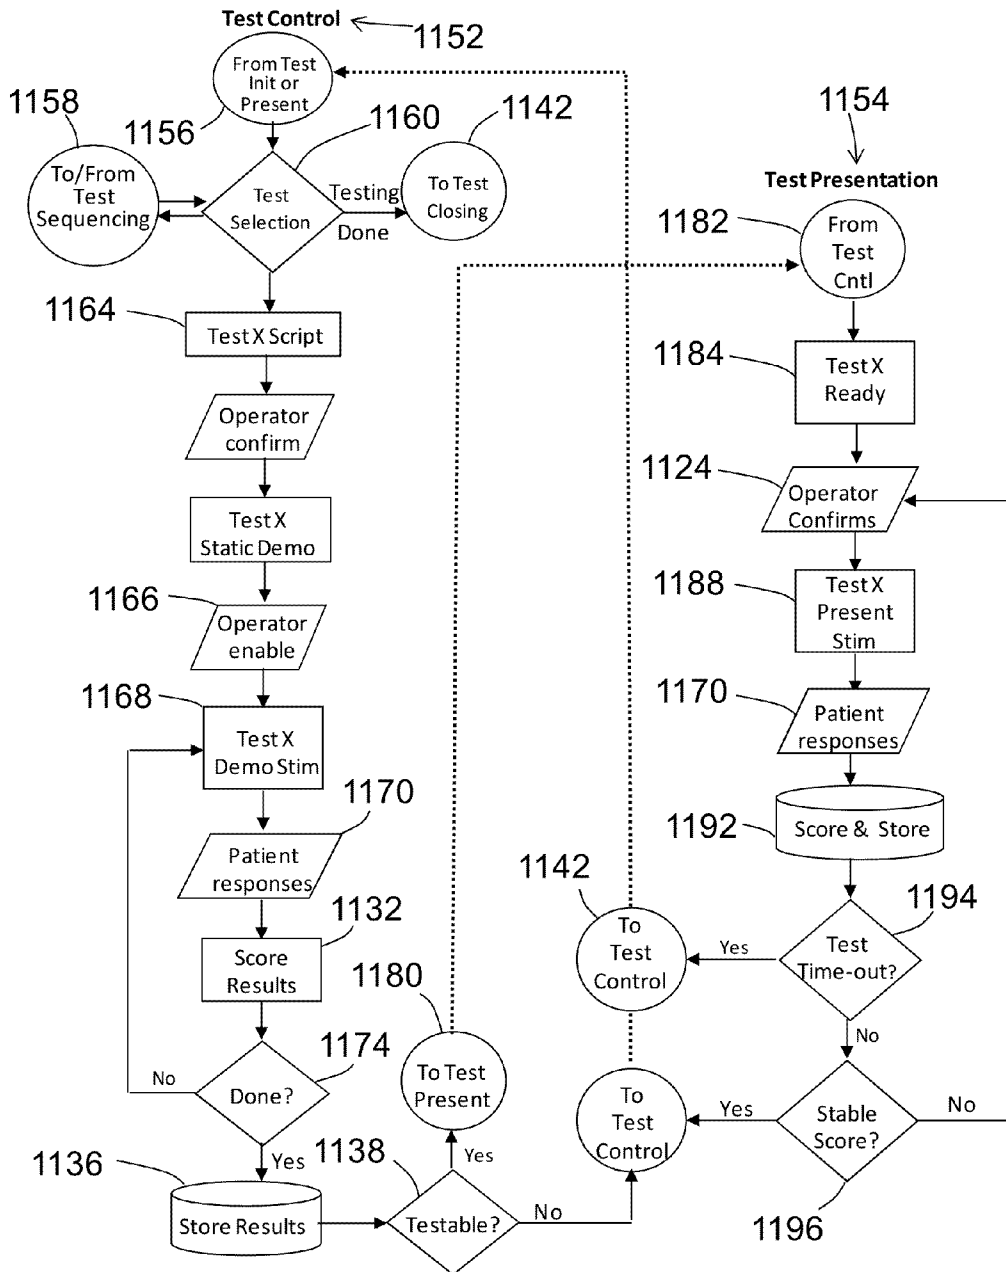 Test Control
1152
From Test
Init or
Present
1156
1158
To/From
Test
Sequencing
1160
Test
Selection
Testing
Done
1142
To Test
Closing
1164
Test X Script
Operator
confirm
Test X
Static Demo
1166
Operator
enable
1168
Test X
Demo Stim
1170
Patient
responses
1132
Score
Results
1174
Done?
No
Yes
1136
Store Results
1138
Testable?
Yes
No
1180
To Test
Present
1154
Test Presentation
1182
From
Test
Cntl
1184
Test X
Ready
1124
Operator
Confirms
1188
Test X
Present
Stim
1170
Patient
responses
1192
Score & Store
1194
Test
Time-out?
Yes
No
1142
To
Test
Control
Stable
Score?
Yes
No
1196
To
Test
Control